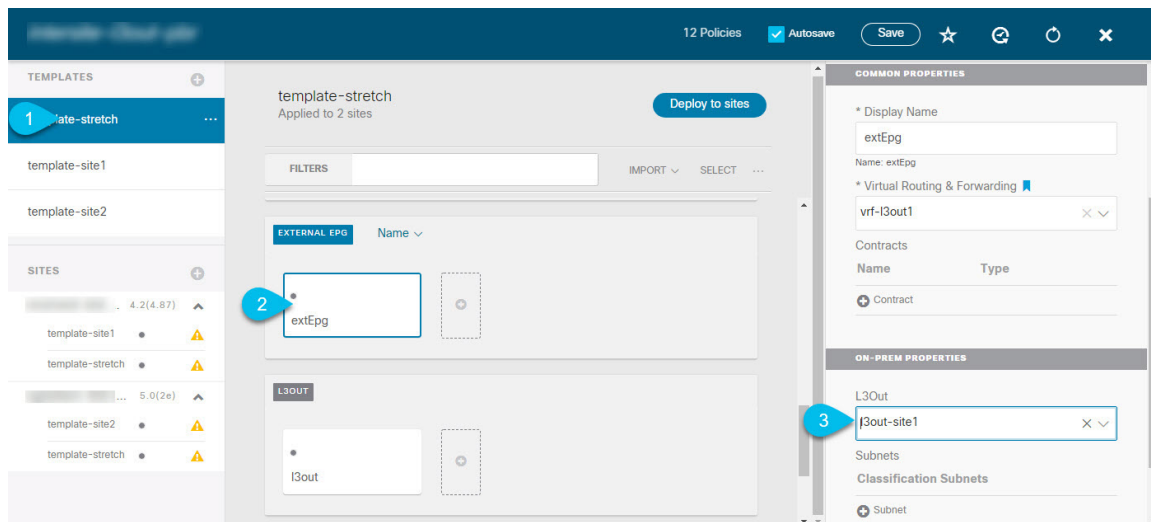 12 Policies
Autosave
Save
TEMPLATES
1
ate-stretch
template-site1
template-site2
SITES
4.2(4.87)
template-site1
template-stretch
... 5.0(2e)
template-site2
template-stretch
template-stretch
Applied to 2 sites
Deploy to sites
FILTERS
IMPORT
SELECT
...
EXTERNAL EPG
Name
2
extEpg
L3OUT
l3out
COMMON PROPERTIES
* Display Name
extEpg
Name: extEpg
* Virtual Routing & Forwarding
vrf-l3out1
Contracts
Name Type
Contract
ON-PREM PROPERTIES
L3Out
3
l3out-site1
Subnets
Classification Subnets
Subnet